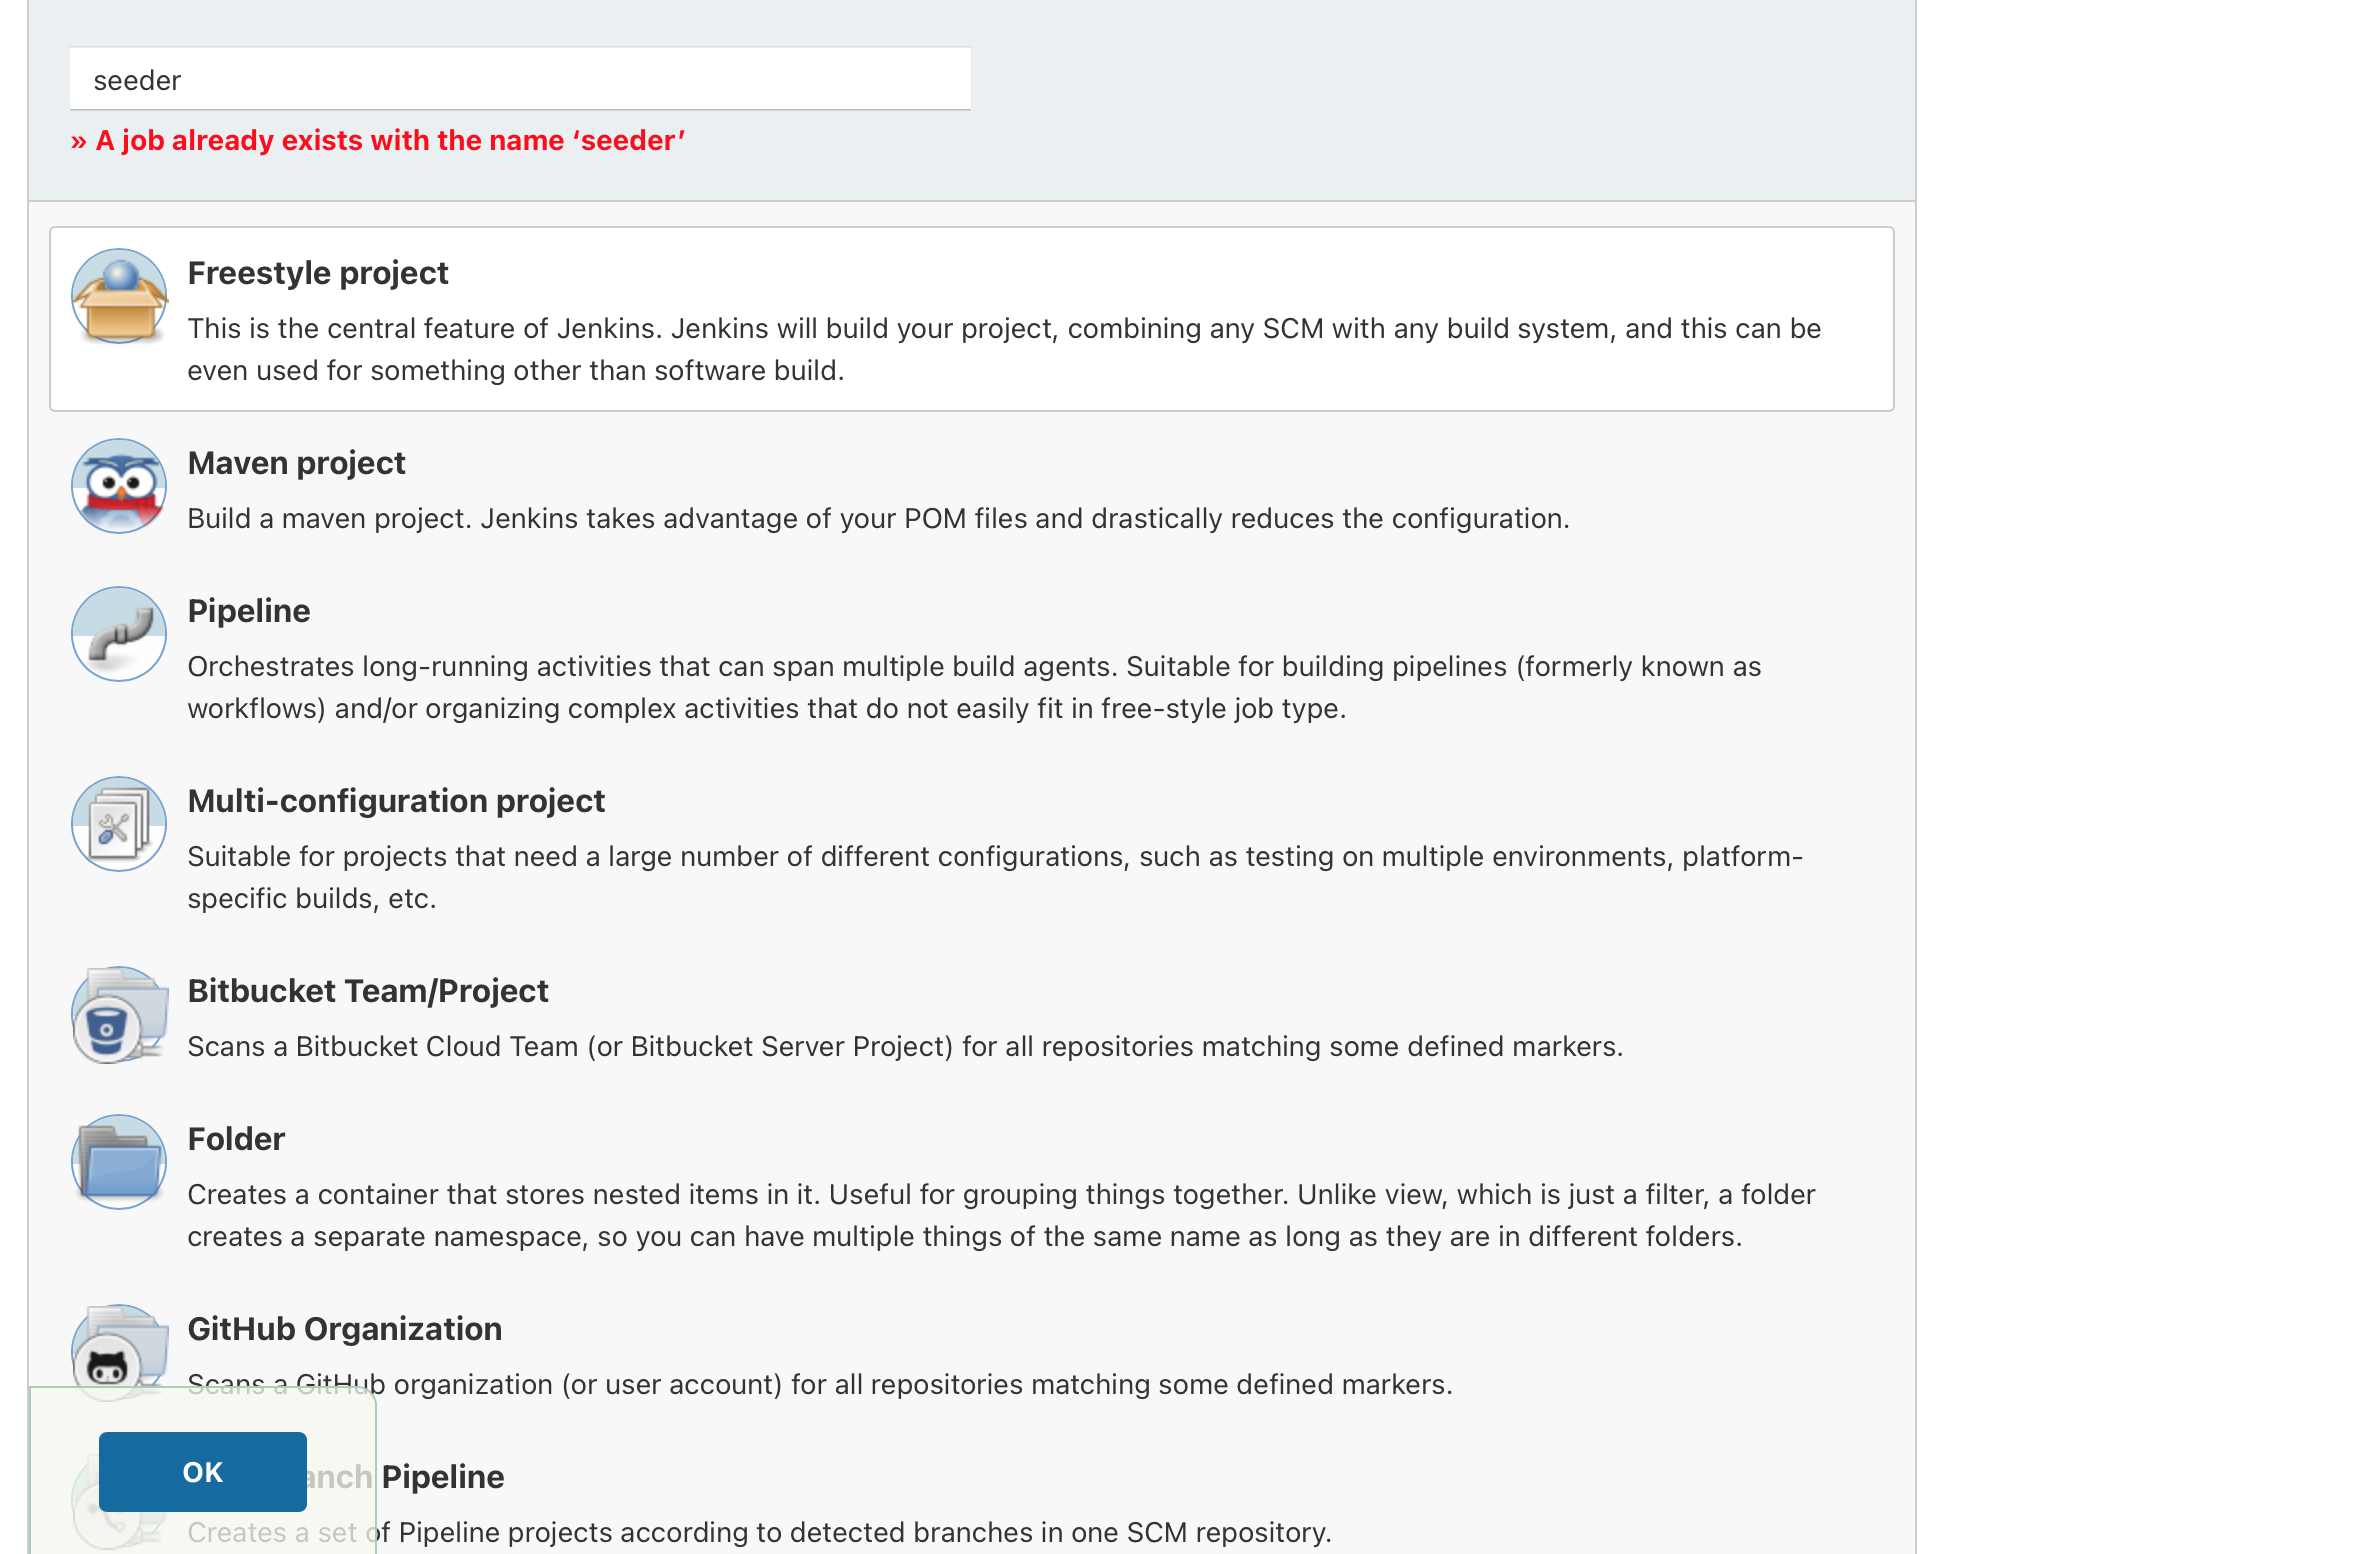 seeder
» A job already exists with the name ‘seeder’
Freestyle project
This is the central feature of Jenkins. Jenkins will build your project, combining any SCM with any build system, and this can be
even used for something other than software build.
Maven project
Build a maven project. Jenkins takes advantage of your POM files and drastically reduces the configuration.
Pipeline
Orchestrates long-running activities that can span multiple build agents. Suitable for building pipelines (formerly known as
workflows) and/or organizing complex activities that do not easily fit in free-style job type.
Multi-configuration project
Suitable for projects that need a large number of different configurations, such as testing on multiple environments, platform-
specific builds, etc.
Bitbucket Team/Project
Scans a Bitbucket Cloud Team (or Bitbucket Server Project) for all repositories matching some defined markers.
Folder
Creates a container that stores nested items in it. Useful for grouping things together. Unlike view, which is just a filter, a folder
creates a separate namespace, so you can have multiple things of the same name as long as they are in different folders.
GitHub Organization
Scans a GitHub organization (or user account) for all repositories matching some defined markers.
OK
Pipeline
Creates a set of Pipeline projects according to detected branches in one SCM repository.